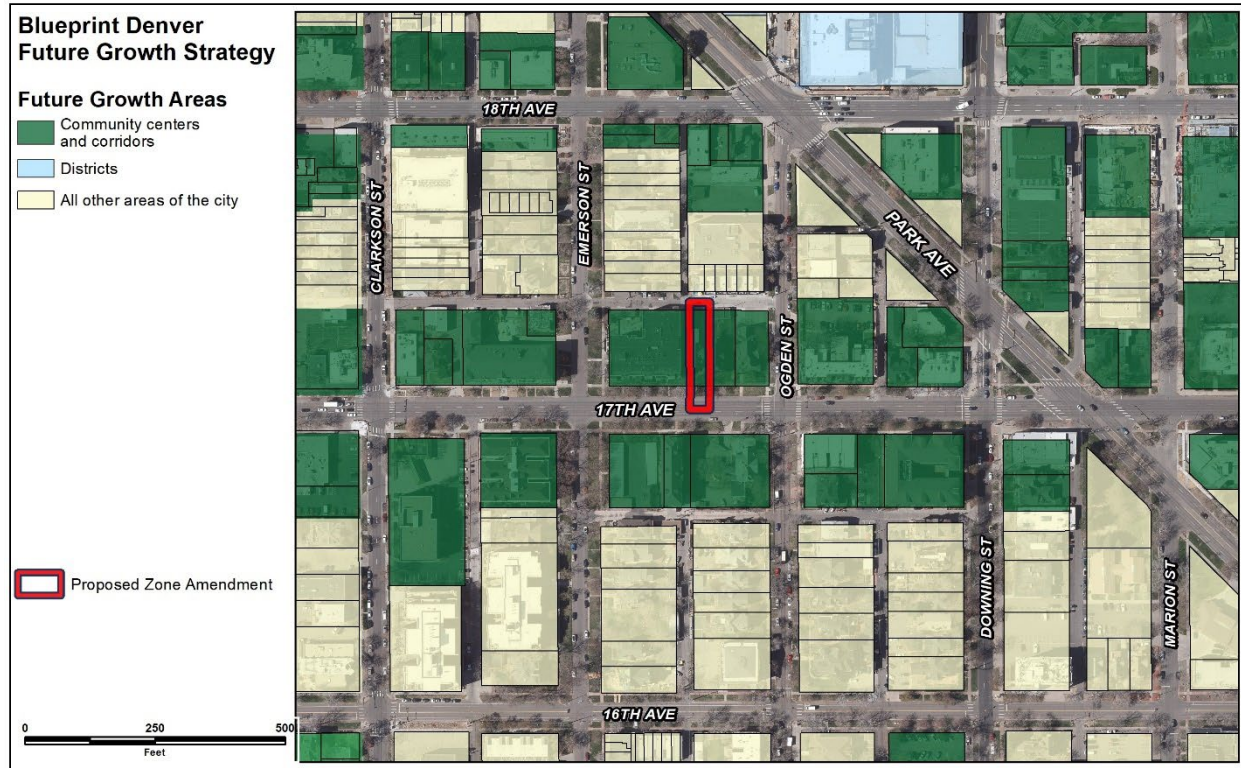 Blueprint Denver
Future Growth Strategy
Future Growth Areas
Community centers
and corridors
Districts
All other areas of the city
Proposed Zone Amendment
0 250 500
Feet
18TH AVE
CLARKSON ST
EMERSON ST
PARK AVE
OGDEN ST
17TH AVE
DOWNING ST
MARION ST
16TH AVE